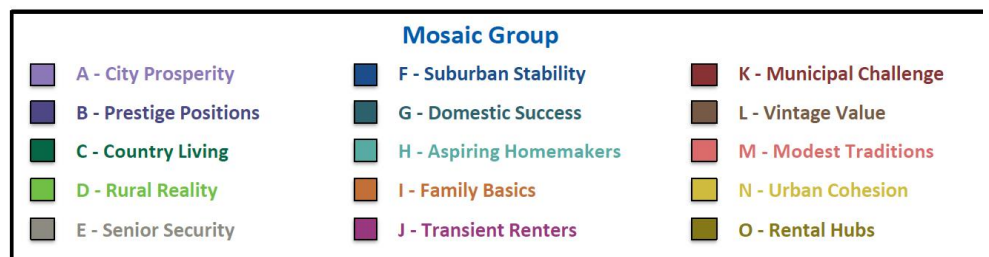 Mosaic Group
A - City Prosperity
B - Prestige Positions
C - Country Living
D - Rural Reality
E - Senior Security
F - Suburban Stability
G - Domestic Success
H - Aspiring Homemakers
I - Family Basics
J - Transient Renters
K - Municipal Challenge
L - Vintage Value
M - Modest Traditions
N - Urban Cohesion
O - Rental Hubs